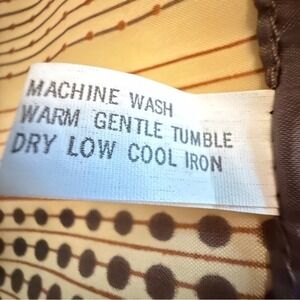 MACHINE WASH
WARM GENTLE TUMBLE
DRY LOW COOL IRON